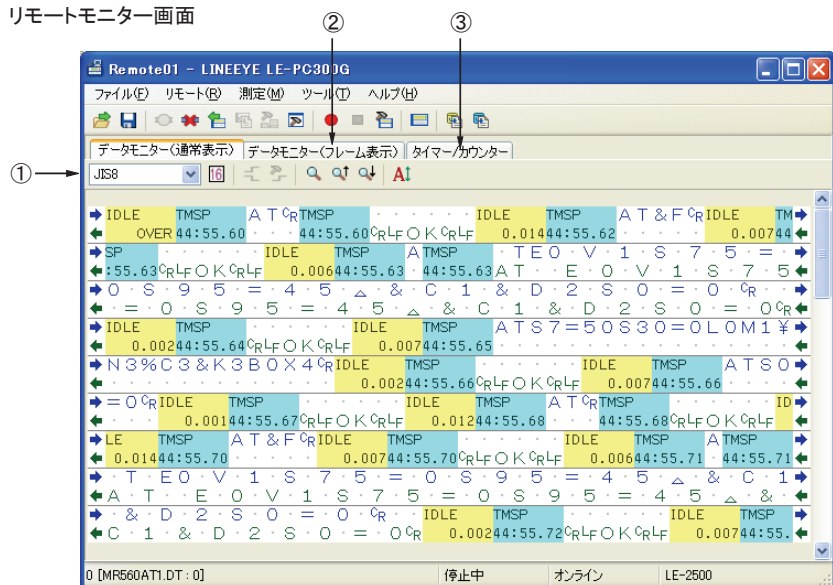 リモートモニター画面
② ③
Remote01 - LINEEYE LE-PC300G
ファイル(F) リモート(R) 測定(M) ツール(T) ヘルプ(H)
データモニター(通常表示) データモニター(フレーム表示) タイマー/カウンター
①
JIS8 16 A
IDLE TMSP A T CR TMSP · · · · · · IDLE TMSP A T & F CR IDLE TM
OVER 44:55.60 · · · · 44:55.60 CR LF O K CR LF 0.014 44:55.62 · · · · · 0.007 44
SP · · · · · · IDLE TMSP A TMSP · T E 0 · V · 1 · S · 7 · 5 · = ·
:55.63 CR LF O K CR LF 0.006 44:55.63 · 44:55.63 A T · · E · 0 · V · 1 · S · 7 · 5
0 · S · 9 · 5 · = · 4 · 5 · △ · & · C · 1 · & · D · 2 · S · 0 · = · 0 · CR ·
· = · 0 · S · 9 · 5 · = · 4 · 5 · △ · & · C · 1 · & · D · 2 · S · 0 · = · 0 CR
IDLE TMSP · · · · · · IDLE TMSP A T S 7 = 5 0 S 3 0 = 0 L 0 M 1 ¥
0.002 44:55.64 CR LF O K CR LF 0.007 44:55.65 · · · · · · · · · · · · · · · ·
N 3 % C 3 & K 3 B 0 X 4 CR IDLE TMSP · · · · · · IDLE TMSP A T S 0
· · · · · · · · · · · · · 0.002 44:55.66 CR LF O K CR LF 0.007 44:55.66 · · · ·
= 0 CR IDLE TMSP · · · · · · IDLE TMSP A T CR TMSP · · · · · · ID
· · · 0.001 44:55.67 CR LF O K CR LF 0.012 44:55.68 · · · 44:55.68 CR LF O K CR LF
LE TMSP A T & F CR IDLE TMSP · · · · · · IDLE TMSP A TMSP
0.014 44:55.70 · · · · · 0.007 44:55.70 CR LF O K CR LF 0.006 44:55.71 · 44:55.71
· T · E 0 · V · 1 · S · 7 · 5 · = · 0 · S · 9 · 5 · = · 4 · 5 · △ · & · C · 1
A · T · · E 0 · V · 1 · S · 7 · 5 · = · 0 · S · 9 · 5 · = · 4 · 5 · △ · & ·
· & · D · 2 · S · 0 · = · 0 · CR · · IDLE TMSP · · · · · · IDLE TMSP
C · 1 · & · D · 2 · S · 0 · = · 0 CR 0.002 44:55.72 CR LF O K CR LF 0.007 44:55.
0 [MR560AT1.DT : 0] 停止中 オンライン LE-2500